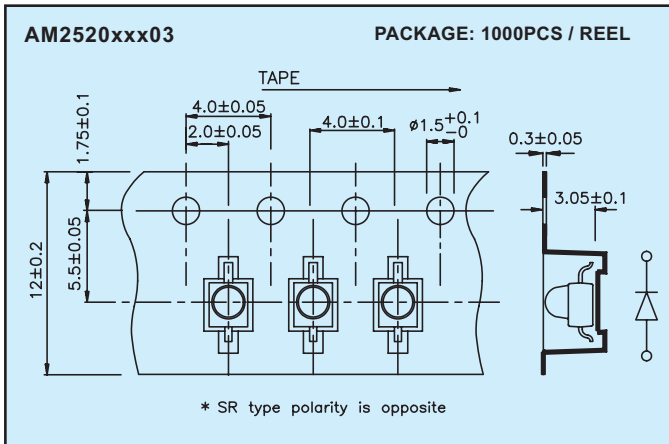 AM2520xxx03
PACKAGE: 1000PCS / REEL
TAPE
4.0±0.05
2.0±0.05
4.0±0.1
ø1.5+0.1 -0
0.3±0.05
3.05±0.1
1.75±0.1
5.5±0.05
12±0.2
* SR type polarity is opposite